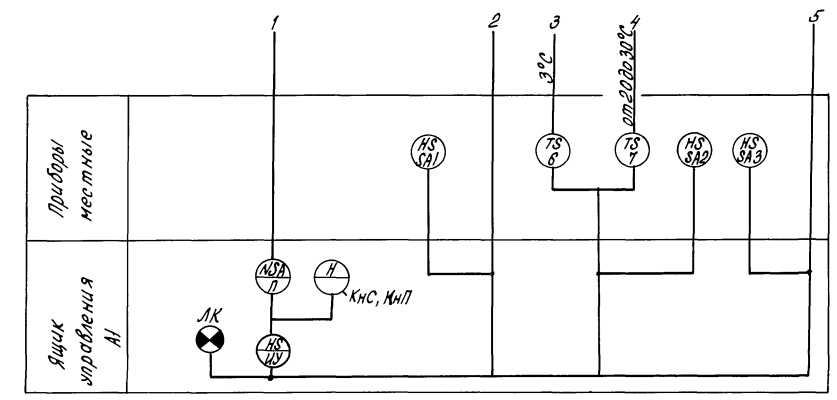 1 2 3 4 5
3°С
от 20 до 30°С
Приборы
местные
HS
SA1
TS
6
TS
7
HS
SA2
HS
SA3
Ящик
управления
А1
NSA
П
Н
КнС, КнП
ЛК
HS
ИУ